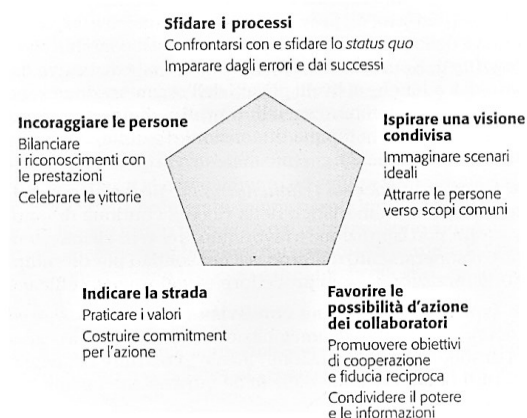 Sfidare i processi
Confrontarsi con e sfidare lo status quo
Imparare dagli errori e dai successi
Incoraggiare le persone
Bilanciare
i riconoscimenti con
le prestazioni
Celebrare le vittorie
Ispirare una visione
condivisa
Immaginare scenari
ideali
Attrarre le persone
verso scopi comuni
Indicare la strada
Praticare i valori
Costruire commitment
per l'azione
Favorire le
possibilità d'azione
dei collaboratori
Promuovere obiettivi
di cooperazione
e fiducia reciproca
Condividere il potere
e le informazioni